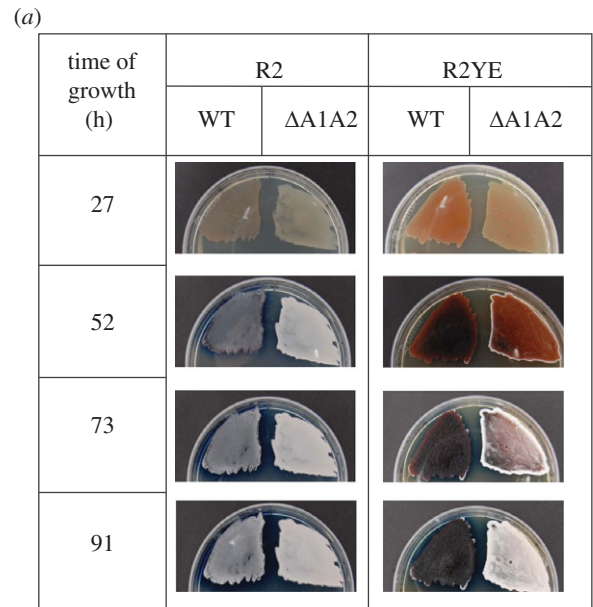 (a)
time of growth (h)
R2
R2YE
WT
ΔA1A2
WT
ΔA1A2
27
52
73
91